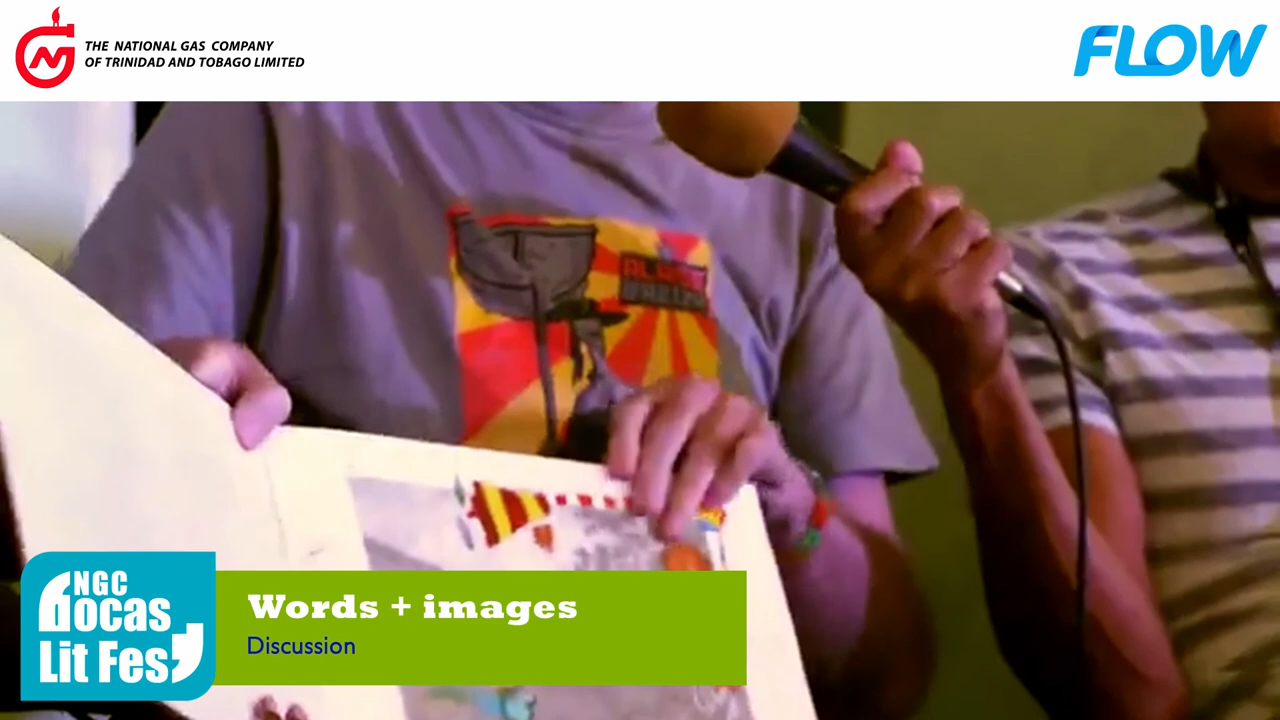 THE NATIONAL GAS COMPANY
OF TRINIDAD AND TOBAGO LIMITED
FLOW
NGC
Bocas
Lit Fest
Words + images
Discussion